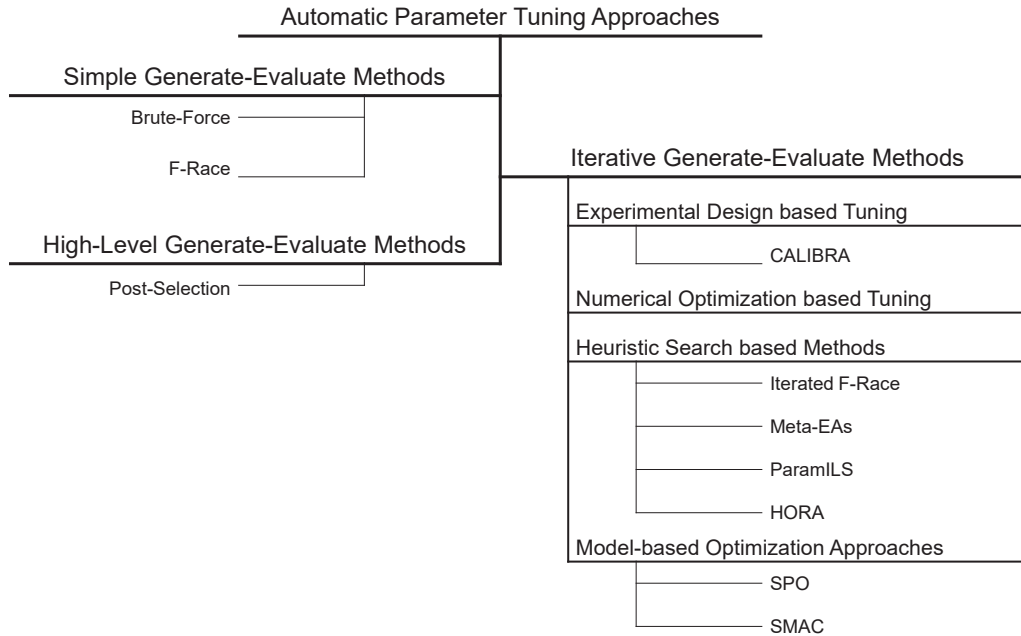 Automatic Parameter Tuning Approaches
Simple Generate-Evaluate Methods
Brute-Force
F-Race
High-Level Generate-Evaluate Methods
Post-Selection
Iterative Generate-Evaluate Methods
Experimental Design based Tuning
CALIBRA
Numerical Optimization based Tuning
Heuristic Search based Methods
Iterated F-Race
Meta-EAs
ParamILS
HORA
Model-based Optimization Approaches
SPO
SMAC